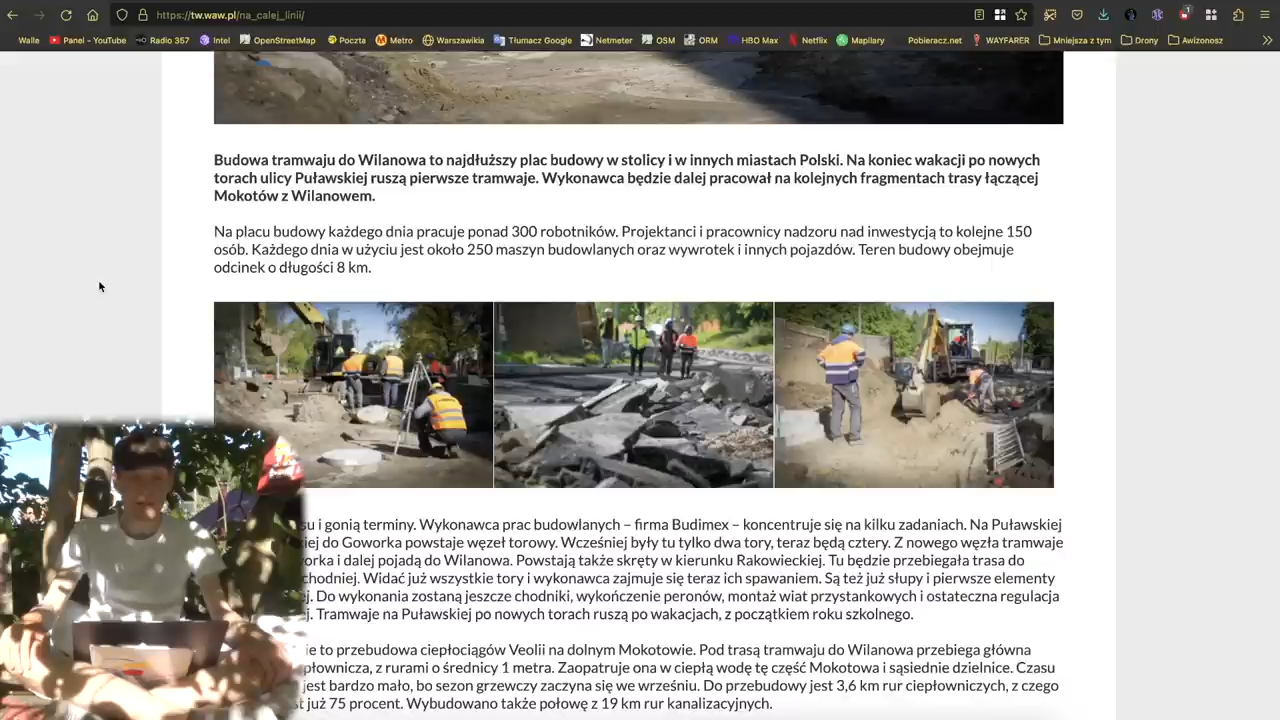 https://tw.waw.pl/na_calej_linii/
1
Walle Panel - YouTube Radio 357 Intel OpenStreetMap Poczta Metro Warszawikia Tłumacz Google Netmeter OSM ORM HBO Max Netflix Mapilary Pobieracz.net WAYFARER Mniejsza z tym Drony Awizonosz
Budowa tramwaju do Wilanowa to najdłuższy plac budowy w stolicy i w innych miastach Polski. Na koniec wakacji po nowych
torach ulicy Puławskiej ruszą pierwsze tramwaje. Wykonawca będzie dalej pracował na kolejnych fragmentach trasy łączącej
Mokotów z Wilanowem.
Na placu budowy każdego dnia pracuje ponad 300 robotników. Projektanci i pracownicy nadzoru nad inwestycją to kolejne 150
osób. Każdego dnia w użyciu jest około 250 maszyn budowlanych oraz wywrotek i innych pojazdów. Teren budowy obejmuje
odcinek o długości 8 km.
i gonią terminy. Wykonawca prac budowlanych – firma Budimex – koncentruje się na kilku zadaniach. Na Puławskiej
do Goworka powstaje węzeł torowy. Wcześniej były tu tylko dwa tory, teraz będą cztery. Z nowego węzła tramwaje
i dalej pojadą do Wilanowa. Powstają także skręty w kierunku Rakowieckiej. Tu będzie przebiegała trasa do
Widać już wszystkie tory i wykonawca zajmuje się teraz ich spawaniem. Są też już słupy i pierwsze elementy
Do wykonania zostaną jeszcze chodniki, wykończenie peronów, montaż wiat przystankowych i ostateczna regulacja
Tramwaje na Puławskiej po nowych torach ruszą po wakacjach, z początkiem roku szkolnego.
to przebudowa ciepłociągów Veolii na dolnym Mokotowie. Pod trasą tramwaju do Wilanowa przebiega główna
z rurami o średnicy 1 metra. Zaopatruje ona w ciepłą wodę tę część Mokotowa i sąsiednie dzielnice. Czasu
jest bardzo mało, bo sezon grzewczy zaczyna się we wrześniu. Do przebudowy jest 3,6 km rur ciepłowniczych, z czego
już 75 procent. Wybudowano także połowę z 19 km rur kanalizacyjnych.